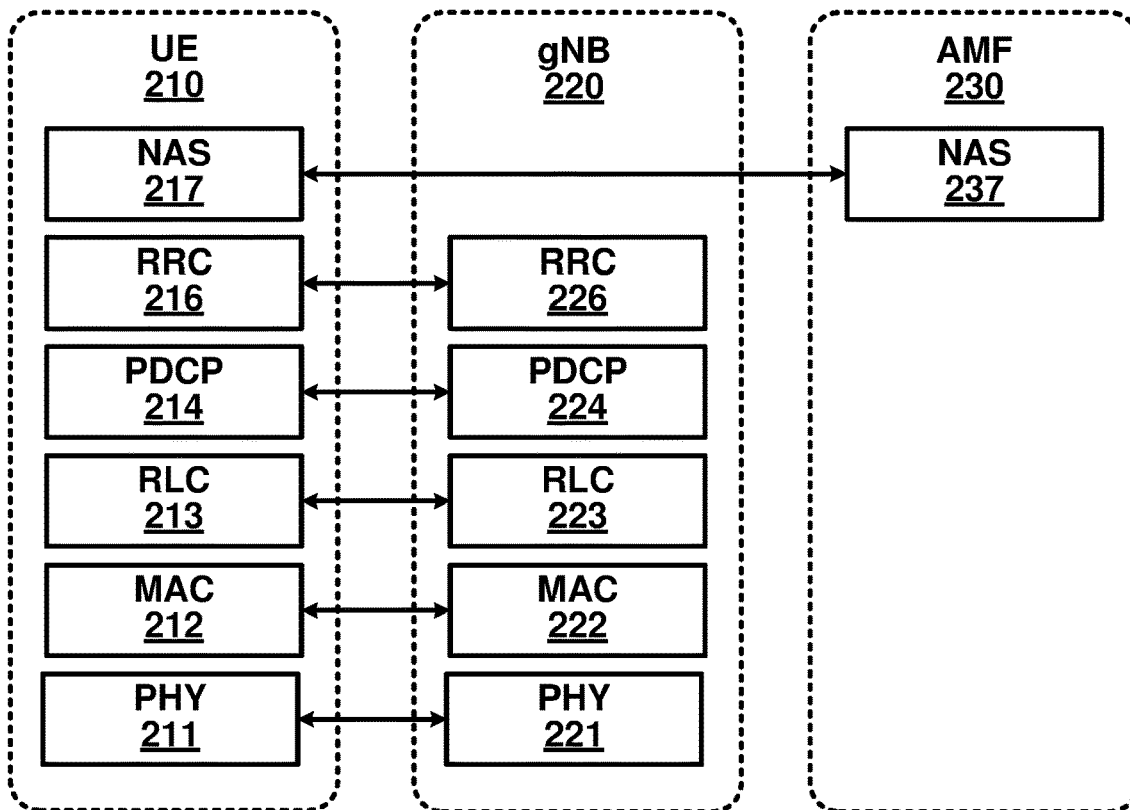 UE
210
gNB
220
AMF
230
NAS
217
NAS
237
RRC
216
RRC
226
PDCP
214
PDCP
224
RLC
213
RLC
223
MAC
212
MAC
222
PHY
211
PHY
221